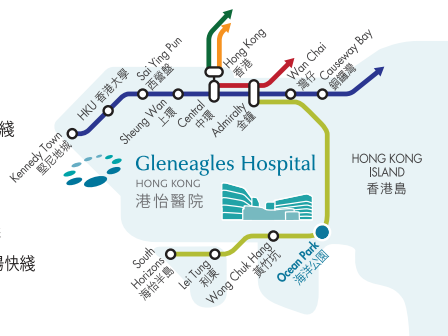 綫
場快綫
Kennedy Town
堅尼地城
HKU 香港大學
Sai Ying Pun
西營盤
Sheung Wan
上環
Central
中環
Hong Kong
香港
Admiralty
金鐘
Wan Chai
灣仔
Causeway Bay
銅鑼灣
Gleneagles Hospital
HONG KONG
港怡醫院
HONG KONG
ISLAND
香港島
South
Horizons
海怡半島
Lei Tung
利東
Wong Chuk Hang
黃竹坑
Ocean Park
海洋公園